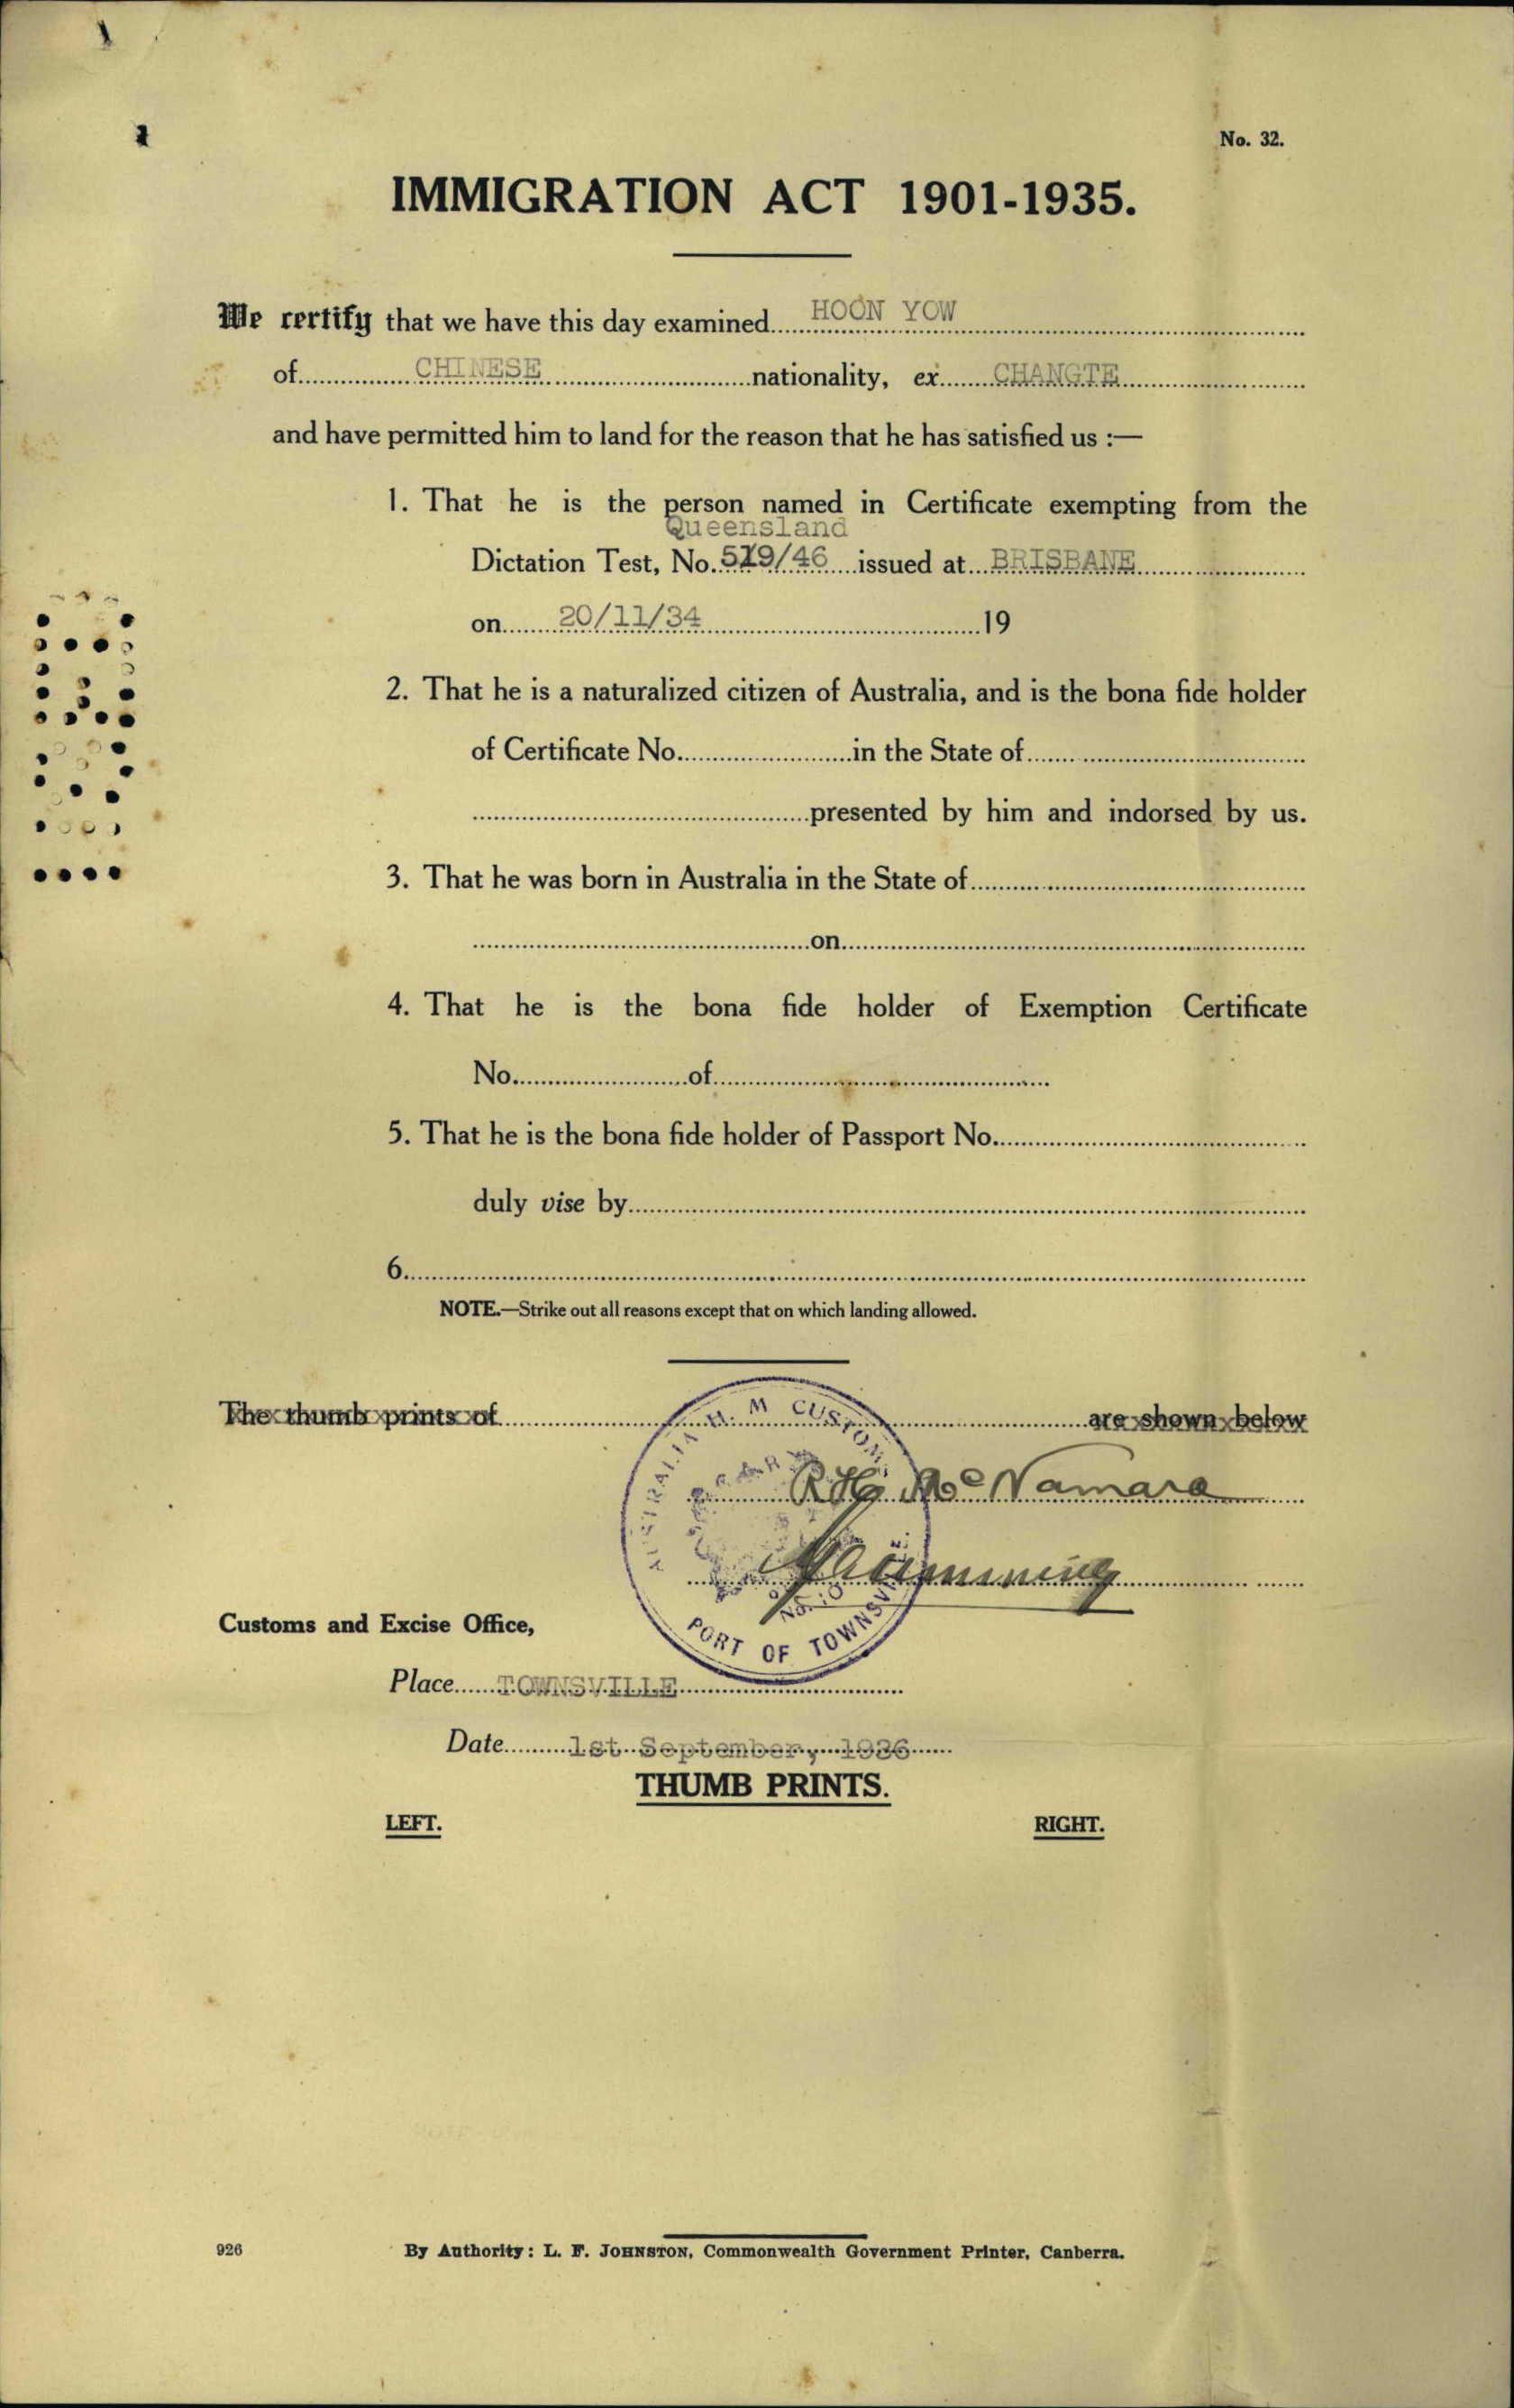 No. 32.
IMMIGRATION ACT 1901-1935.
We certify that we have this day examined HOON YOW
of CHINESE nationality, ex CHANGTE
and have permitted him to land for the reason that he has satisfied us :—
1. That he is the person named in Certificate exempting from the
Queensland
Dictation Test, No. 519/46 issued at BRISBANE
on 20/11/34 19
2. That he is a naturalized citizen of Australia, and is the bona fide holder
of Certificate No. in the State of
presented by him and indorsed by us.
3. That he was born in Australia in the State of
on
4. That he is the bona fide holder of Exemption Certificate
No. of
5. That he is the bona fide holder of Passport No.
duly vise by
6.
NOTE.—Strike out all reasons except that on which landing allowed.
The thumb prints of are shown below
H. M CUSTOMS
AUSTRALIA
McNamara
PORT OF TOWNSVILLE
Customs and Excise Office,
Place TOWNSVILLE
Date 1st September, 1936
THUMB PRINTS.
LEFT. RIGHT.
926 By Authority: L. F. JOHNSTON, Commonwealth Government Printer, Canberra.